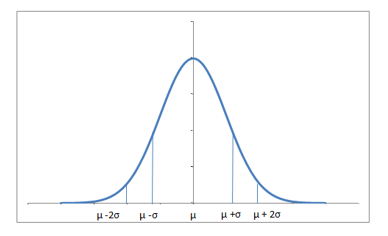 μ -2σ μ -σ μ μ +σ μ + 2σ